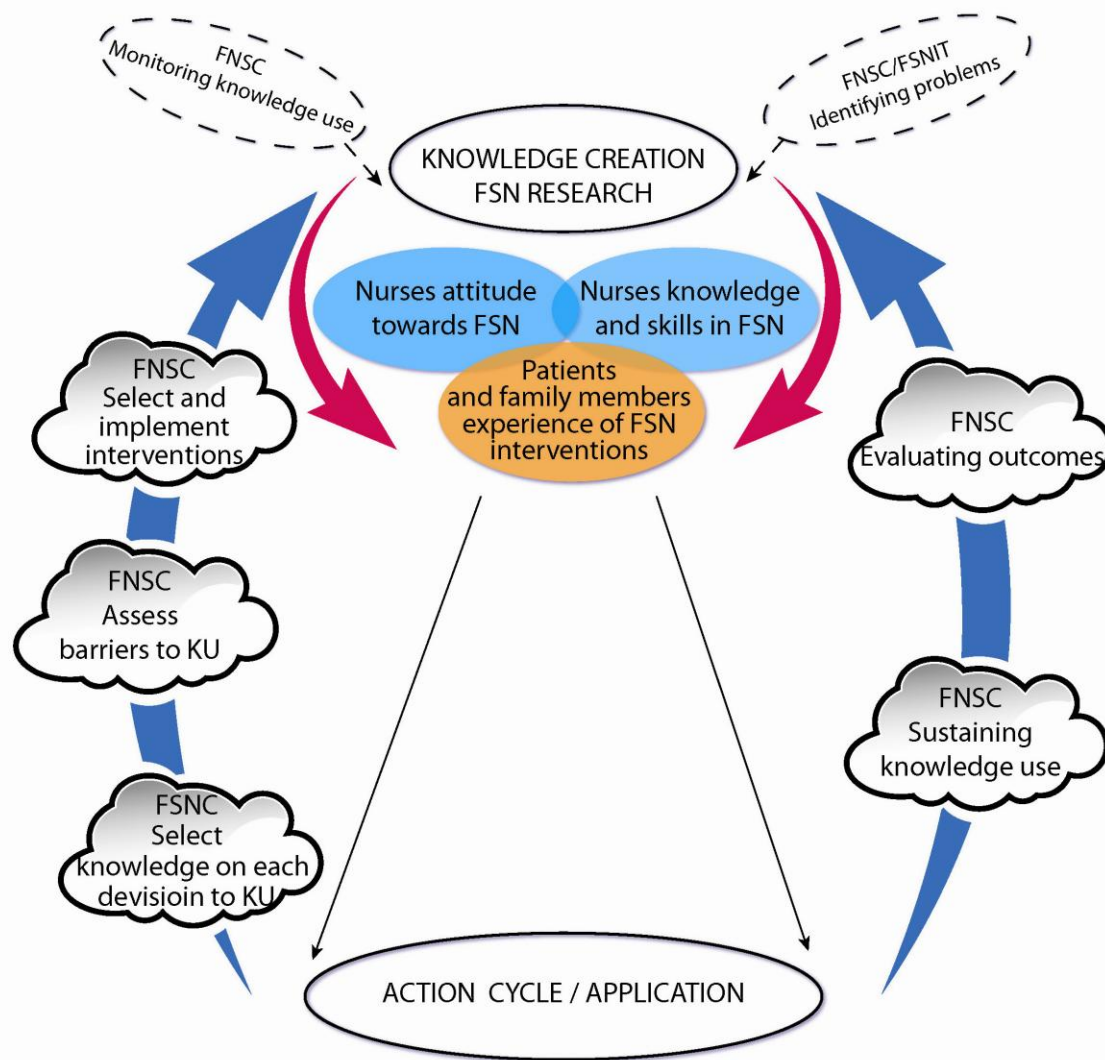 FNSC
Monitoring knowledge use
FNSC/FSNIT
Identifying problems
KNOWLEDGE CREATION
FSN RESEARCH
Nurses attitude
towards FSN
Nurses knowledge
and skills in FSN
Patients
and family members
experience of FSN
interventions
FNSC
Select and
implement
interventions
FNSC
Assess
barriers to KU
FSNC
Select
knowledge on each
devisioin to KU
FNSC
Evaluating outcomes
FNSC
Sustaining
knowledge use
ACTION CYCLE / APPLICATION